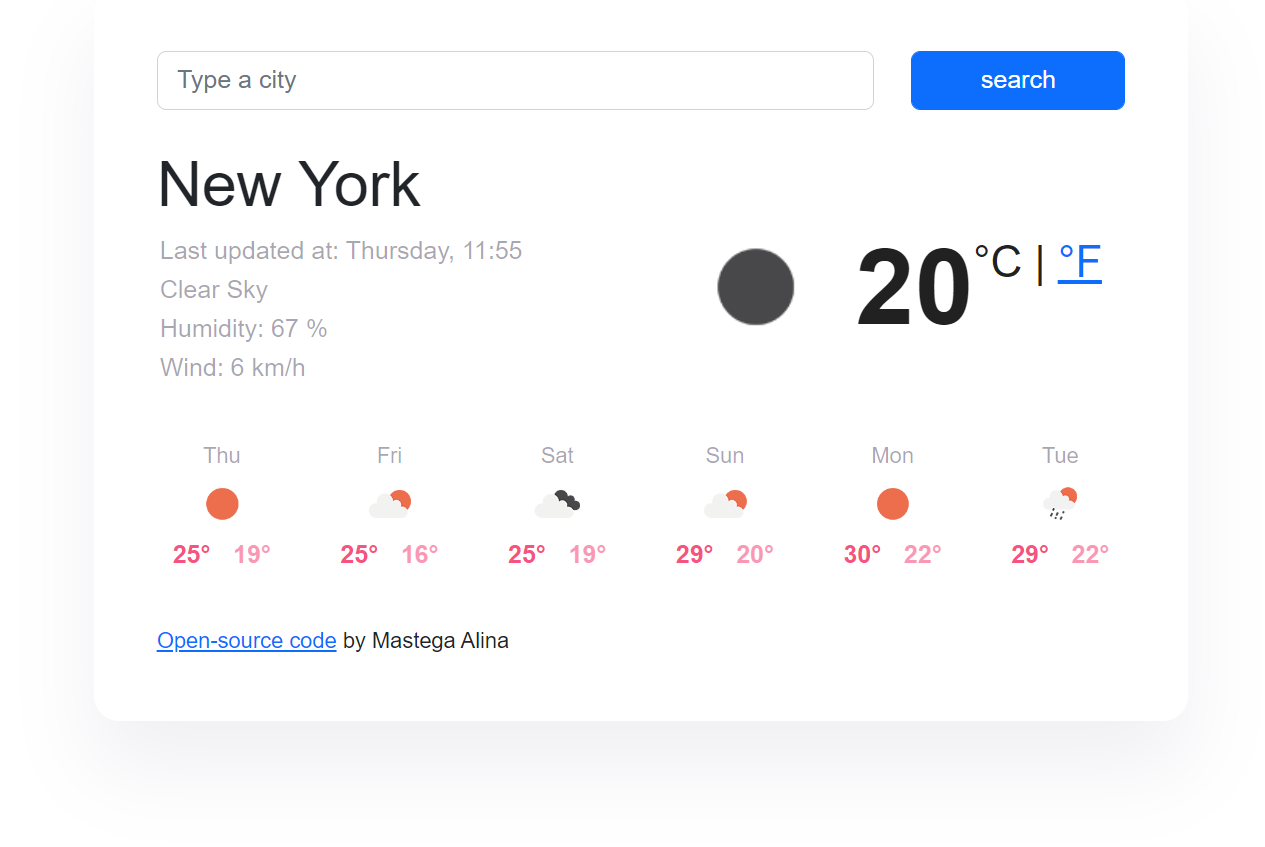 Type a city
search
New York
Last updated at: Thursday, 11:55
Clear Sky
Humidity: 67 %
Wind: 6 km/h
20 °C | °F
Thu Fri Sat Sun Mon Tue
25° 19° 25° 16° 25° 19° 29° 20° 30° 22° 29° 22°
Open-source code by Mastega Alina